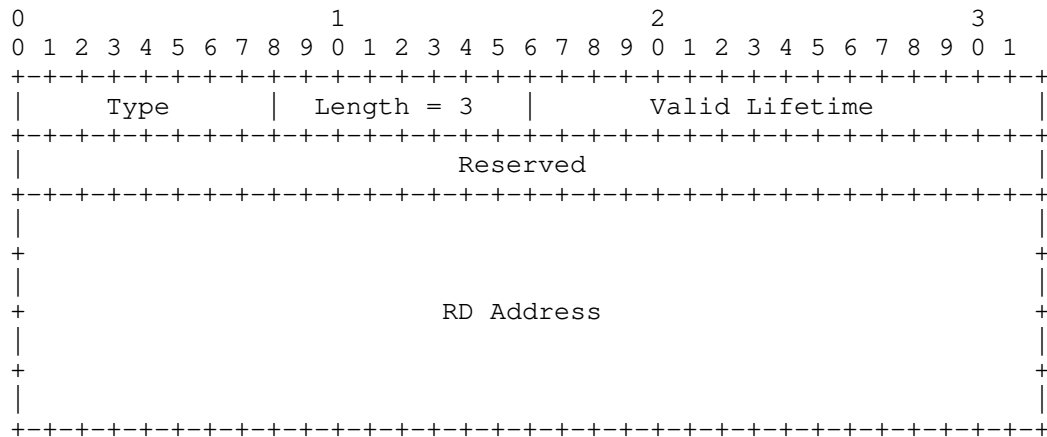 0                   1                   2                   3
0 1 2 3 4 5 6 7 8 9 0 1 2 3 4 5 6 7 8 9 0 1 2 3 4 5 6 7 8 9 0 1
+-+-+-+-+-+-+-+-+-+-+-+-+-+-+-+-+-+-+-+-+-+-+-+-+-+-+-+-+-+-+-+-+
|     Type      |  Length = 3   |       Valid Lifetime          |
+-+-+-+-+-+-+-+-+-+-+-+-+-+-+-+-+-+-+-+-+-+-+-+-+-+-+-+-+-+-+-+-+
|                           Reserved                            |
+-+-+-+-+-+-+-+-+-+-+-+-+-+-+-+-+-+-+-+-+-+-+-+-+-+-+-+-+-+-+-+-+
|                                                               |
+                                                               +
|                                                               |
+                          RD Address                           +
|                                                               |
+                                                               +
|                                                               |
+-+-+-+-+-+-+-+-+-+-+-+-+-+-+-+-+-+-+-+-+-+-+-+-+-+-+-+-+-+-+-+-+